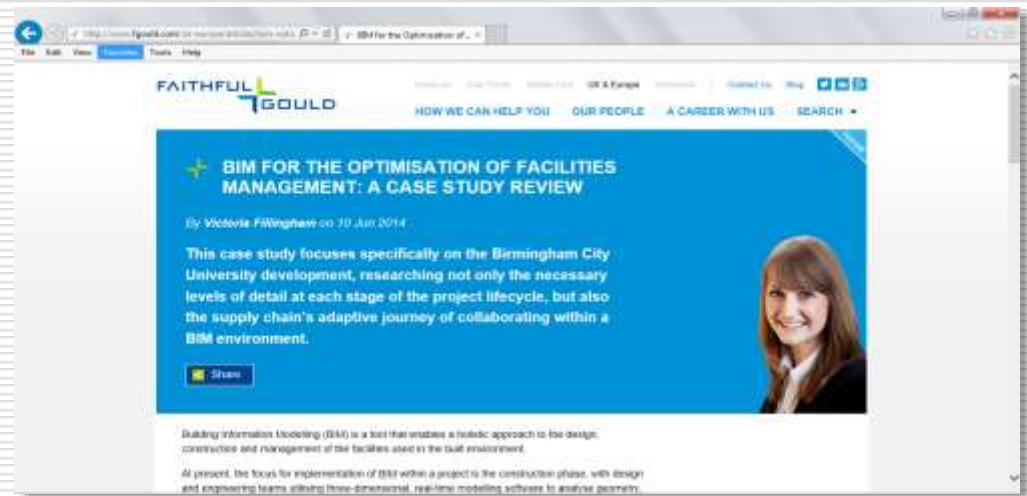 BIM for the Optimisation of...
File Edit View Favorites Tools Help
FAITHFUL
GOULD
UK & Europe Contact Us Blog
HOW WE CAN HELP YOU OUR PEOPLE A CAREER WITH US SEARCH
BIM FOR THE OPTIMISATION OF FACILITIES
MANAGEMENT: A CASE STUDY REVIEW
By Victoria Fillingham on 10 Jun 2014
This case study focuses specifically on the Birmingham City
University development, researching not only the necessary
levels of detail at each stage of the project lifecycle, but also
the supply chain's adaptive journey of collaborating within a
BIM environment.
Share
Building Information Modelling (BIM) is a tool that enables a holistic approach to the design,
construction and management of the facilities used in the built environment.
At present, the focus for implementation of BIM within a project is the construction phase, with design
and engineering teams utilising three-dimensional, real-time modelling software to analyse geometry,